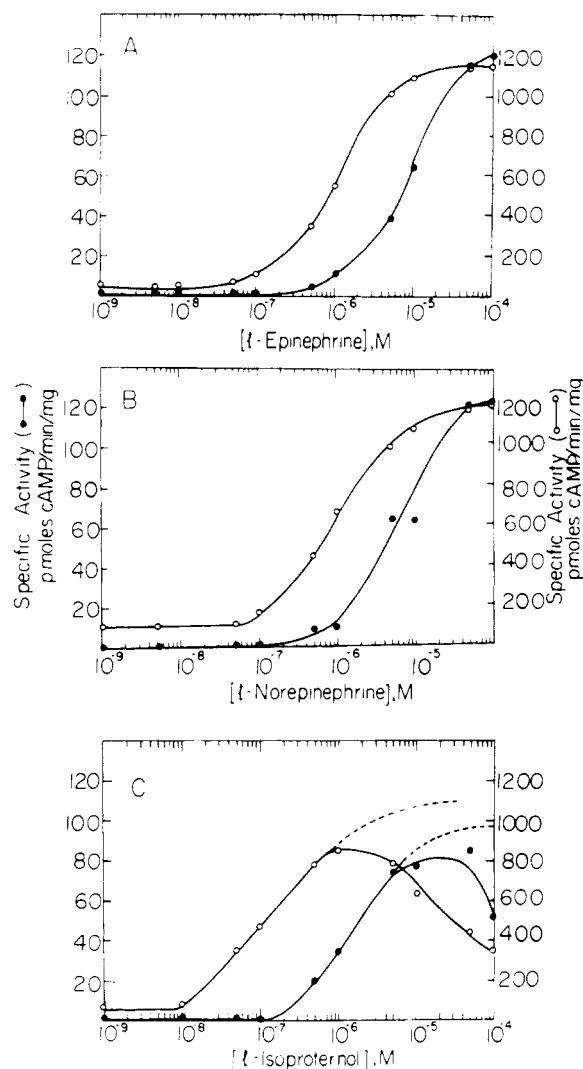 A
120 1200
100 1000
80 800
60 600
40 400
20 200
10⁻⁹ 10⁻⁸ 10⁻⁷ 10⁻⁶ 10⁻⁵ 10⁻⁴
[ℓ-Epinephrine],M
B
120 1200
100 1000
80 800
60 600
40 400
20 200
10⁻⁹ 10⁻⁸ 10⁻⁷ 10⁻⁶ 10⁻⁵
[ℓ-Norepinephrine],M
Specific Activity (●—●)
pmoles cAMP/min/mg
Specific Activity (○—○)
pmoles cAMP/min/mg
C
120 1200
100 1000
80 800
60 600
40 400
20 200
10⁻⁹ 10⁻⁸ 10⁻⁷ 10⁻⁶ 10⁻⁵ 10⁻⁴
[ℓ-Isoproternol],M